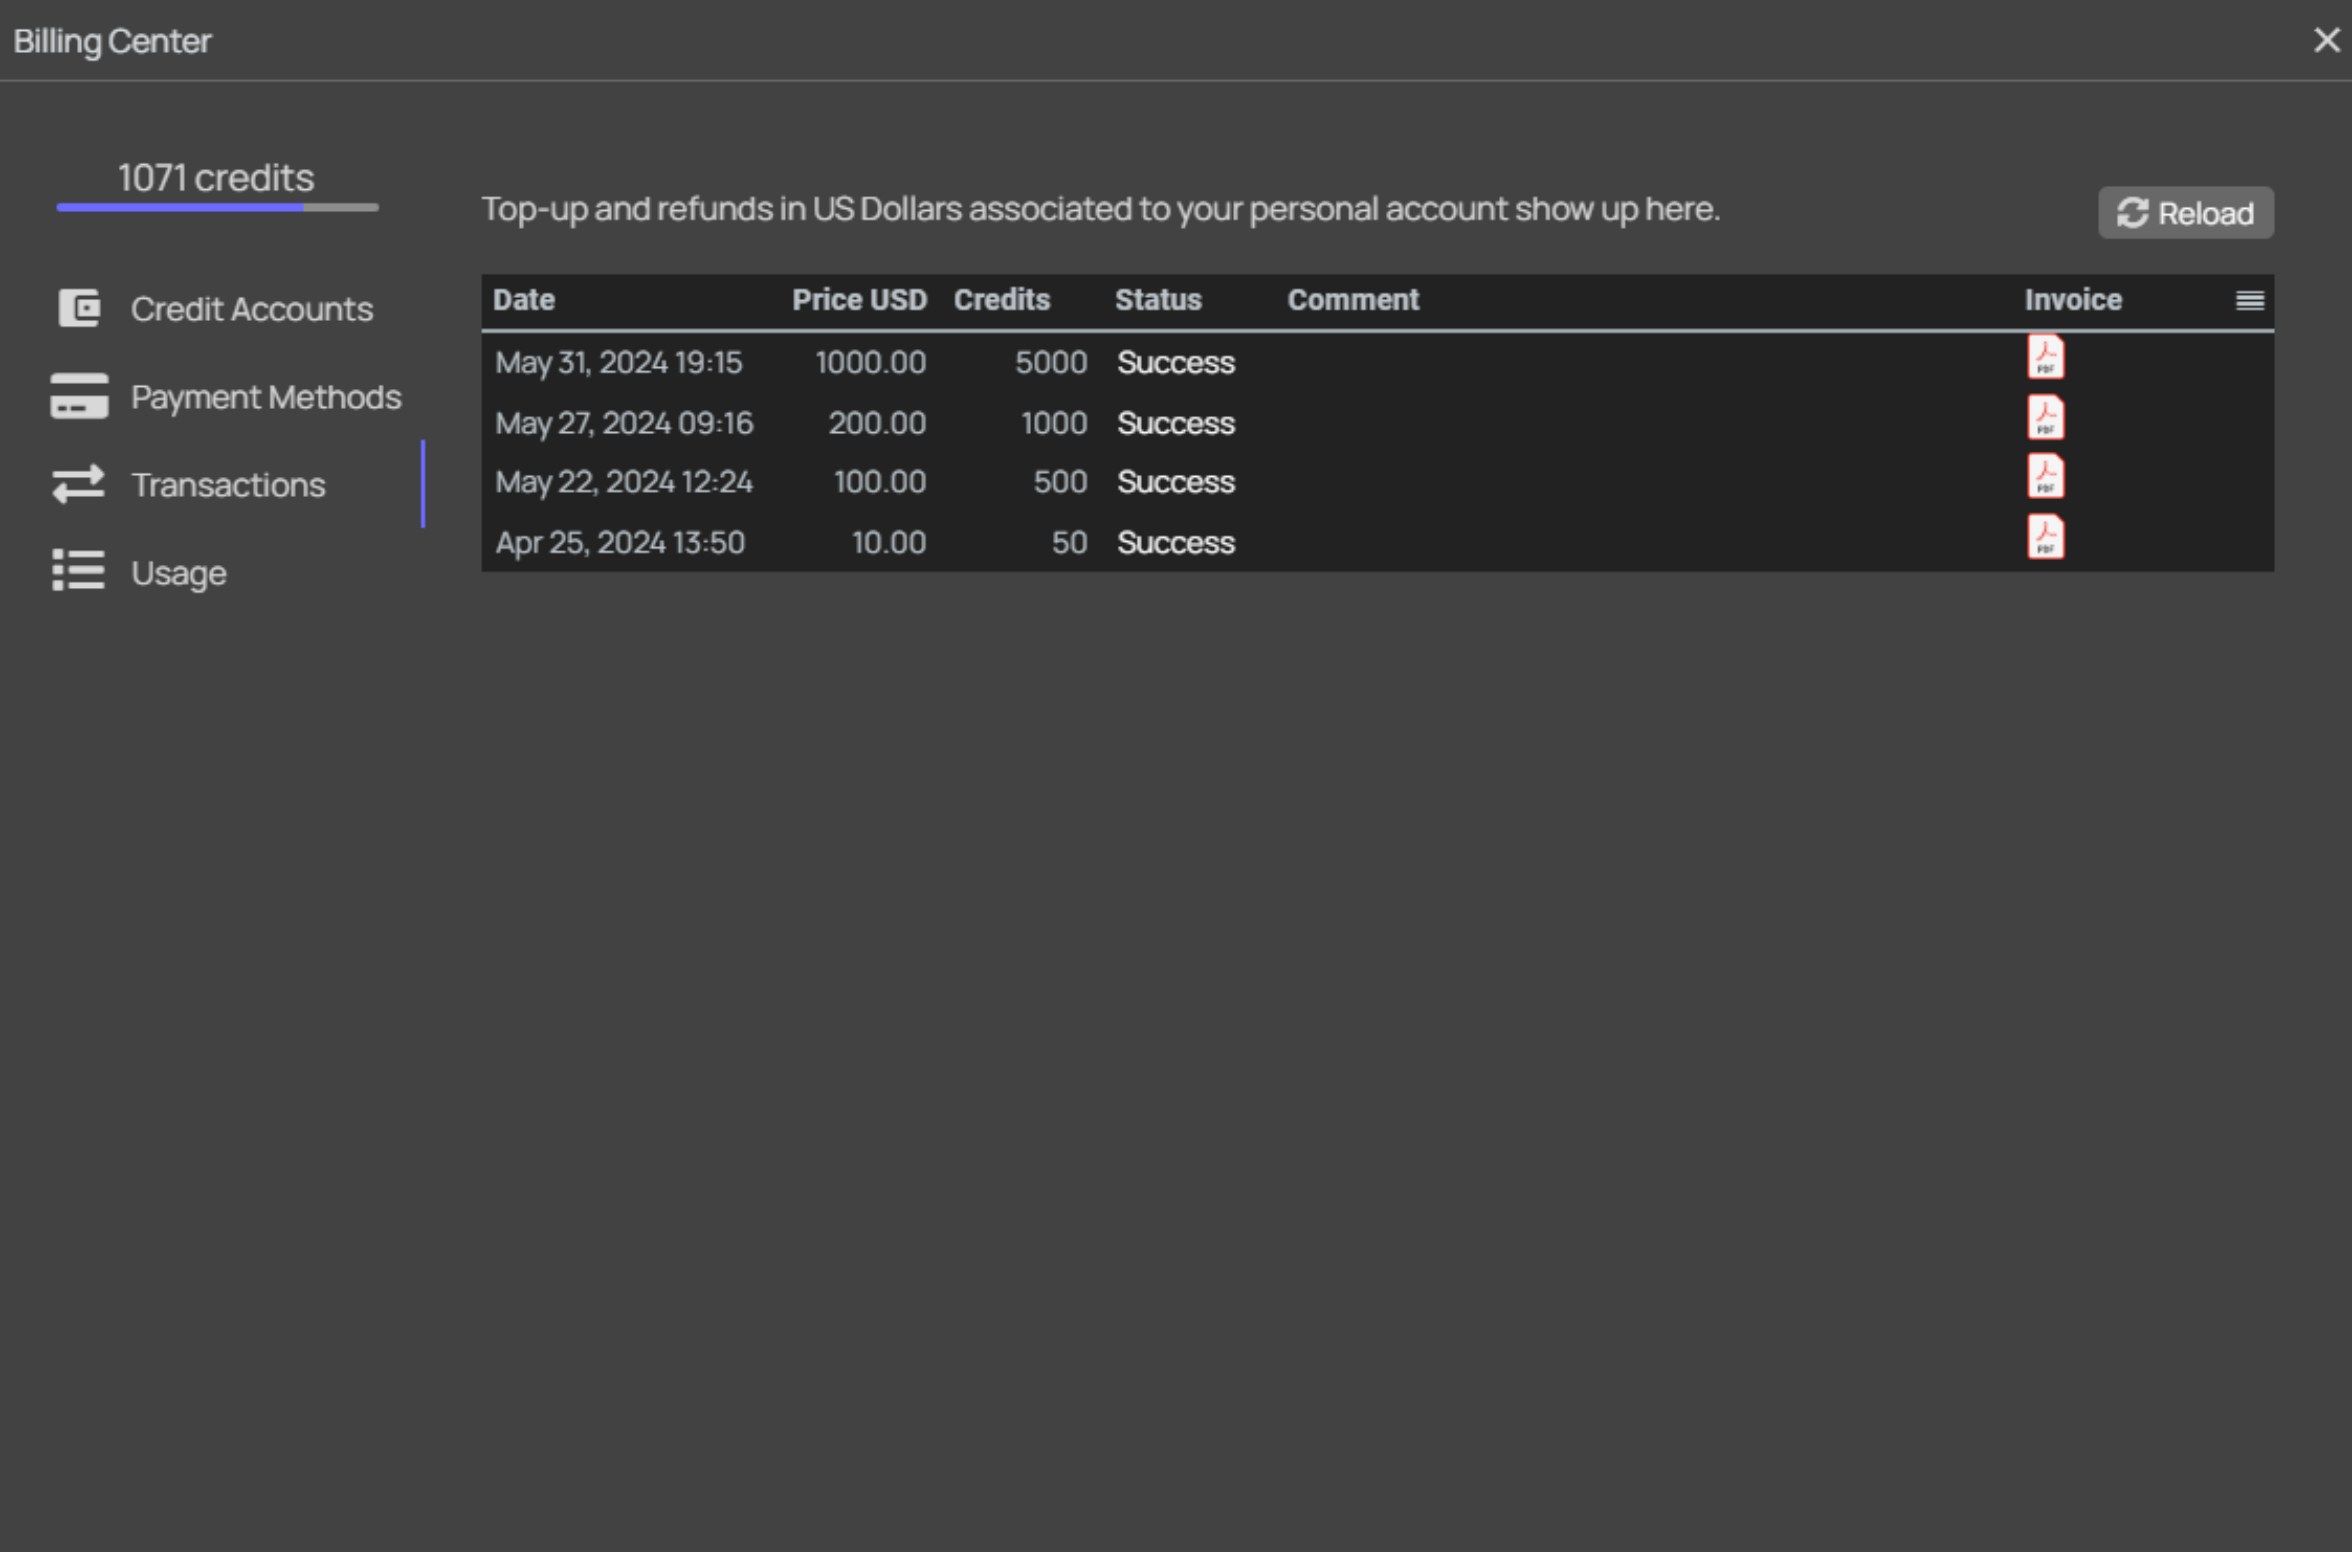 Billing Center
1071 credits
Credit Accounts
Payment Methods
Transactions
Usage
Top-up and refunds in US Dollars associated to your personal account show up here.
Reload
Date Price USD Credits Status Comment Invoice
May 31, 2024 19:15 1000.00 5000 Success PDF
May 27, 2024 09:16 200.00 1000 Success PDF
May 22, 2024 12:24 100.00 500 Success PDF
Apr 25, 2024 13:50 10.00 50 Success PDF